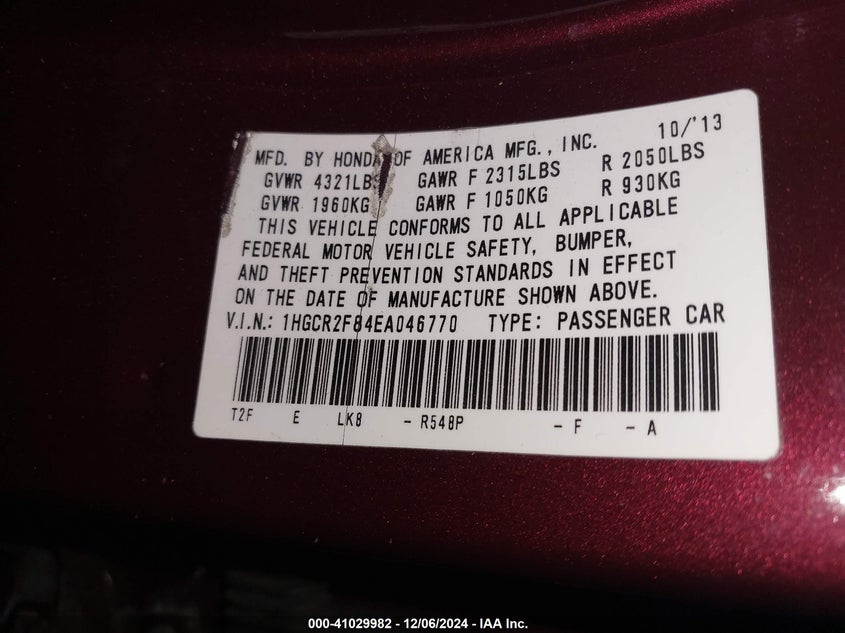 10/'13
MFD. BY HONDA OF AMERICA MFG., INC.
GVWR 4321LBS GAWR F 2315LBS R 2050LBS
GVWR 1960KG GAWR F 1050KG R 930KG
THIS VEHICLE CONFORMS TO ALL APPLICABLE
FEDERAL MOTOR VEHICLE SAFETY, BUMPER,
AND THEFT PREVENTION STANDARDS IN EFFECT
ON THE DATE OF MANUFACTURE SHOWN ABOVE.
V.I.N.: 1HGCR2F84EA046770 TYPE: PASSENGER CAR
T2F E LK8 - R548P - F - A
000-41029982 - 12/06/2024 - IAA Inc.